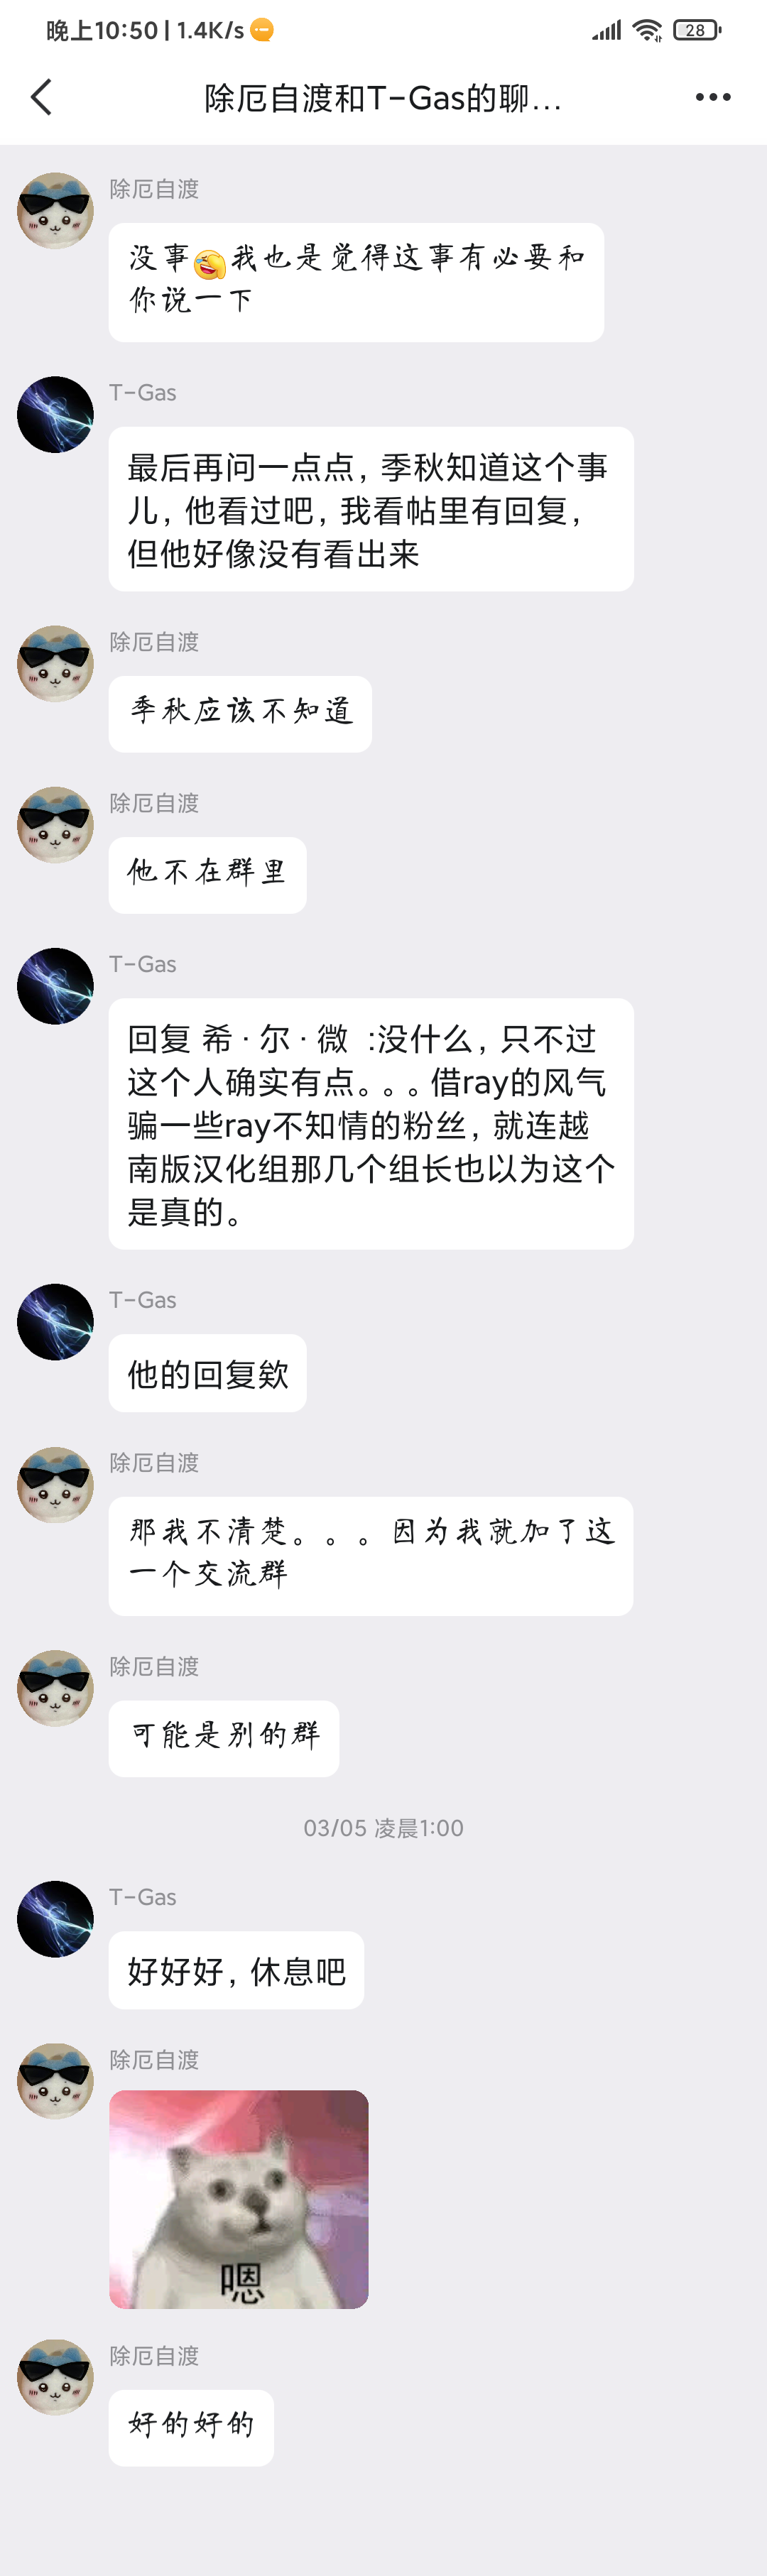 晚上10:50 | 1.4K/s
28
除厄自渡和T-Gas的聊...
除厄自渡
没事🤣我也是觉得这事有必要和
你说一下
T-Gas
最后再问一点点，季秋知道这个事
儿，他看过吧，我看帖里有回复，
但他好像没有看出来
除厄自渡
季秋应该不知道
除厄自渡
他不在群里
T-Gas
回复 希·尔·微 :没什么，只不过
这个人确实有点。。。借ray的风气
骗一些ray不知情的粉丝，就连越
南版汉化组那几个组长也以为这个
是真的。
T-Gas
他的回复欸
除厄自渡
那我不清楚。。。因为我就加了这
一个交流群
除厄自渡
可能是别的群
03/05 凌晨1:00
T-Gas
好好好，休息吧
除厄自渡
嗯
除厄自渡
好的好的